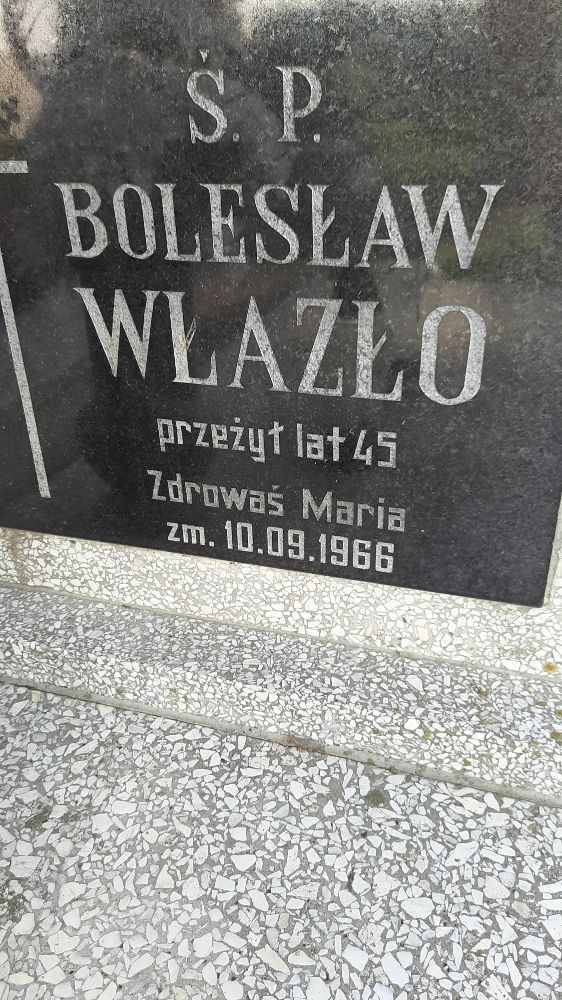 Ś. P.
BOLESŁAW
WŁAZŁO
przeżył lat 45
Zdrowaś Maria
zm. 10.09.1966